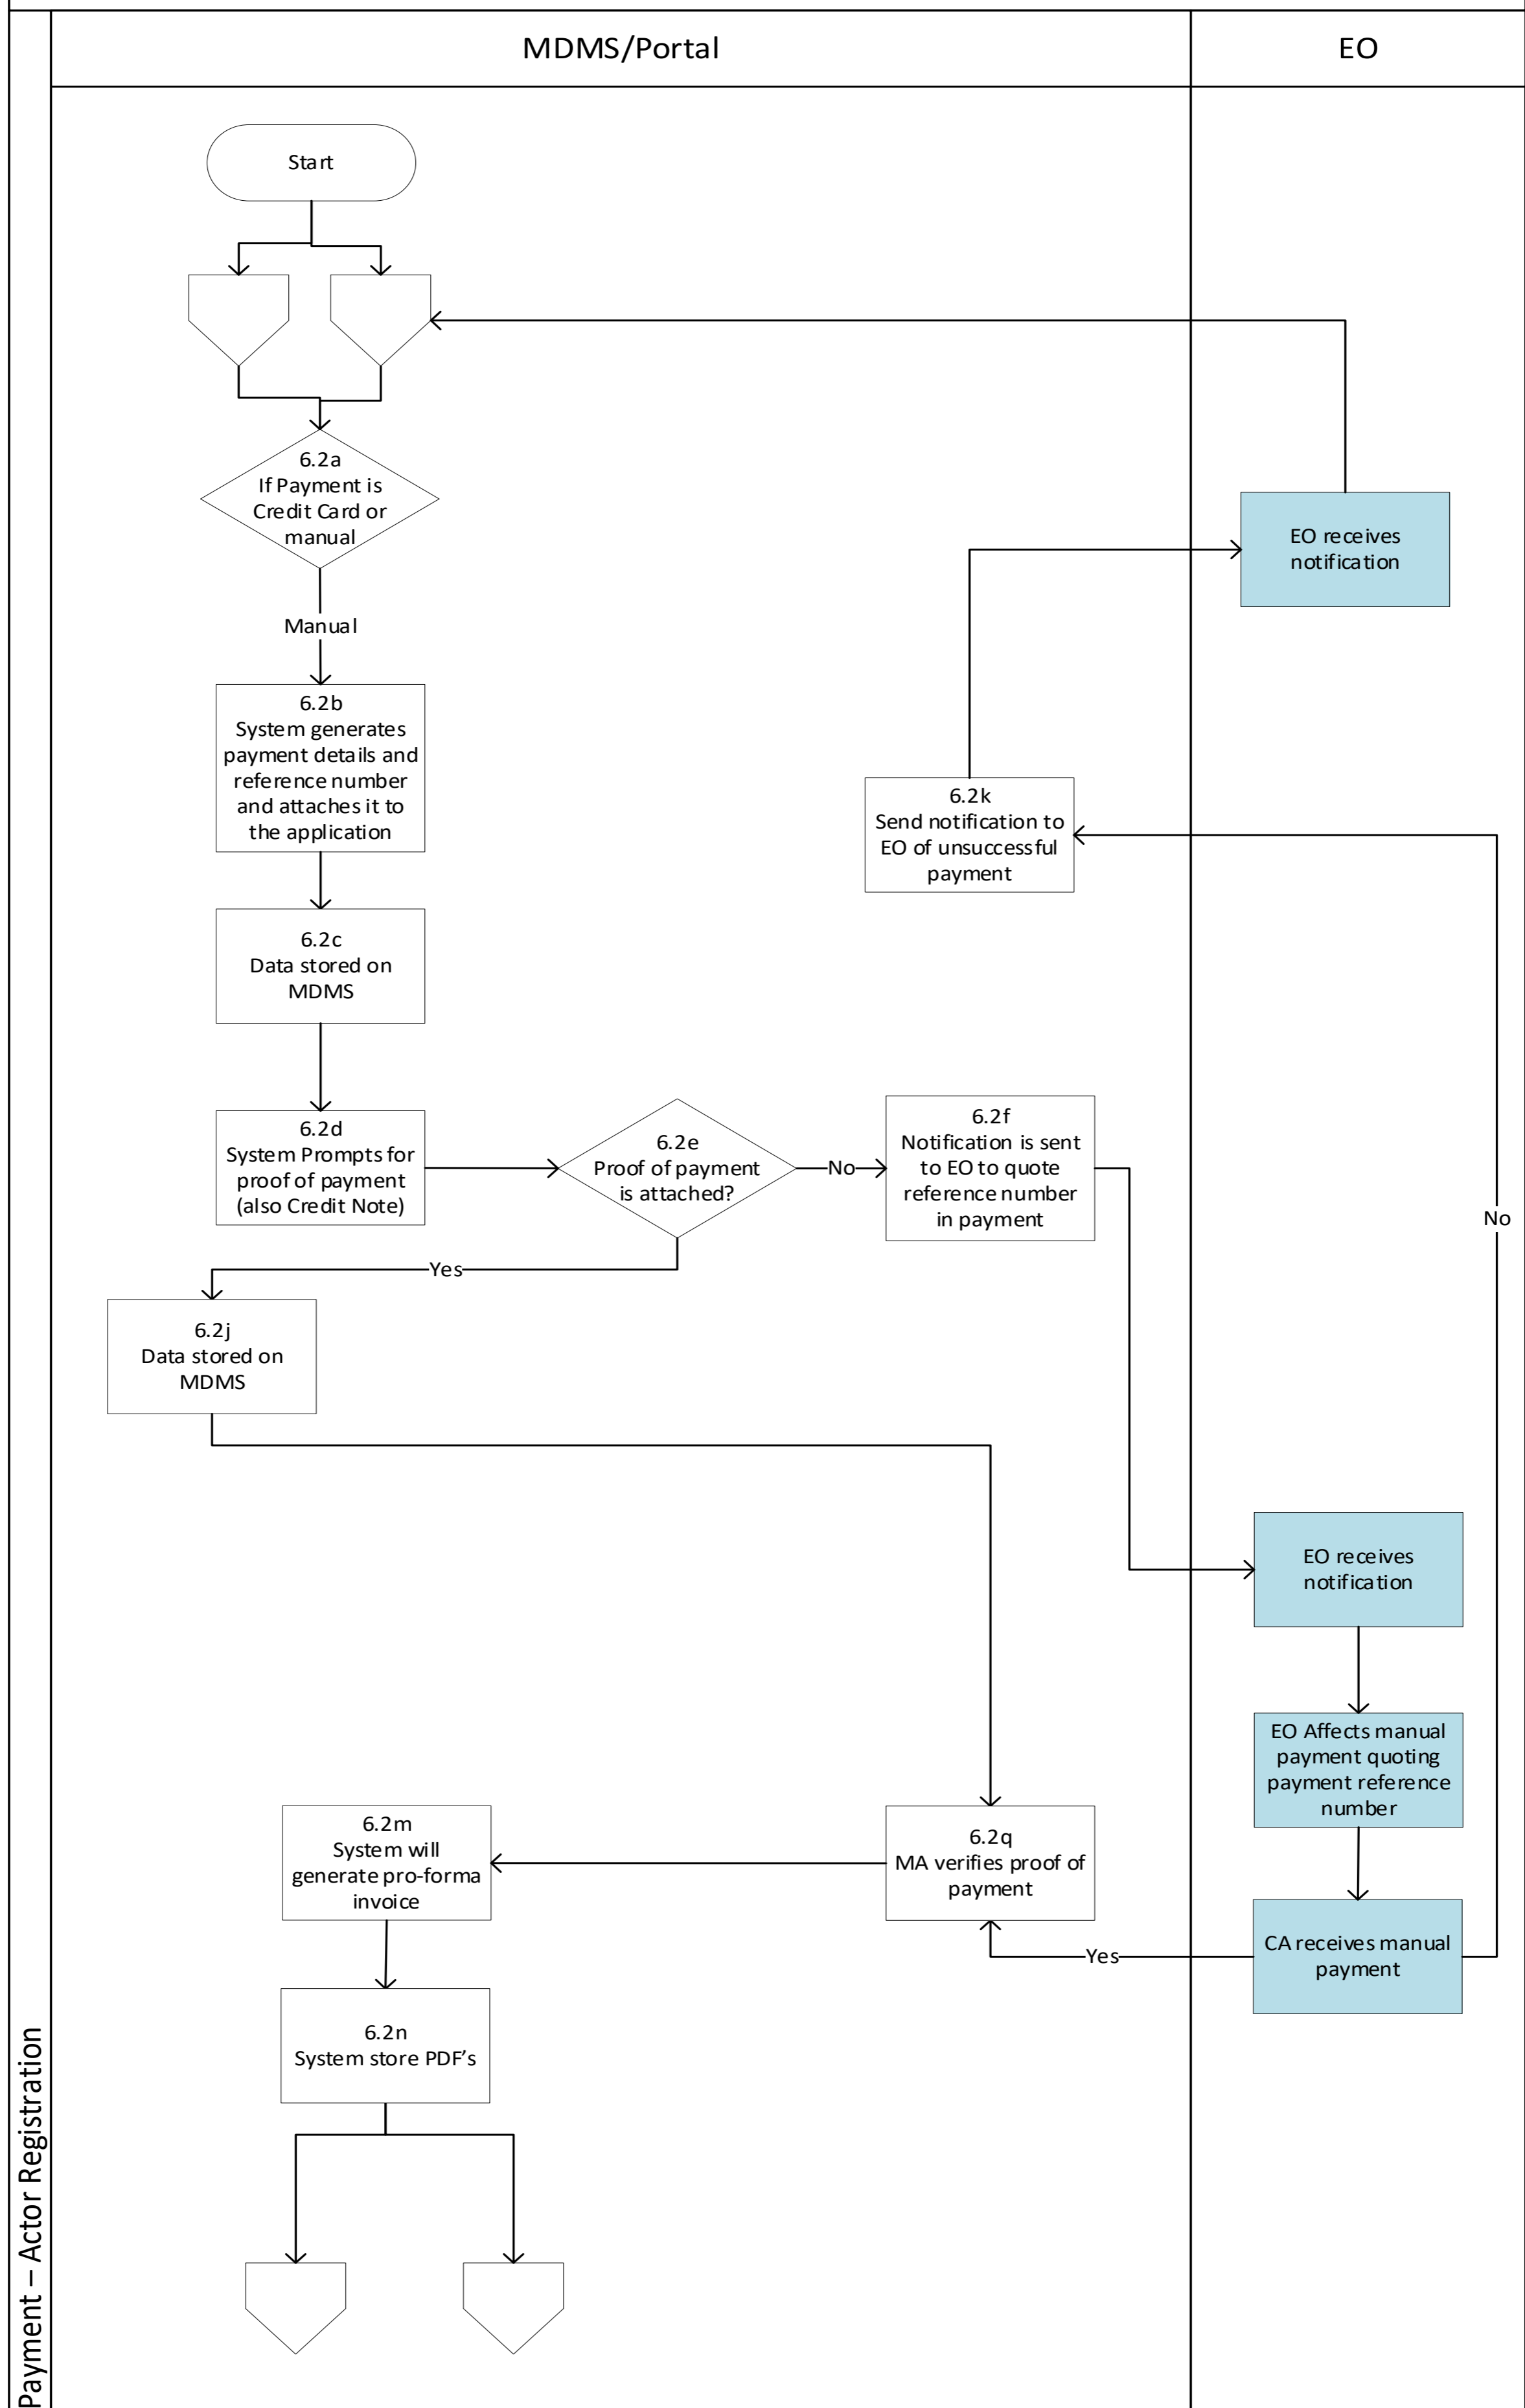 MDMS/Portal
EO
Start
6.2a
If Payment is
Credit Card or
manual
EO receives
notification
Manual
6.2b
System generates
payment details and
reference number
and attaches it to
the application
6.2k
Send notification to
EO of unsuccessful
payment
6.2c
Data stored on
MDMS
6.2d
System Prompts for
proof of payment
(also Credit Note)
6.2e
Proof of payment
is attached?
No
6.2f
Notification is sent
to EO to quote
reference number
in payment
No
Yes
6.2j
Data stored on
MDMS
EO receives
notification
EO Affects manual
payment quoting
payment reference
number
6.2m
System will
generate pro-forma
invoice
6.2q
MA verifies proof of
payment
CA receives manual
payment
Yes
6.2n
System store PDF’s
Payment – Actor Registration